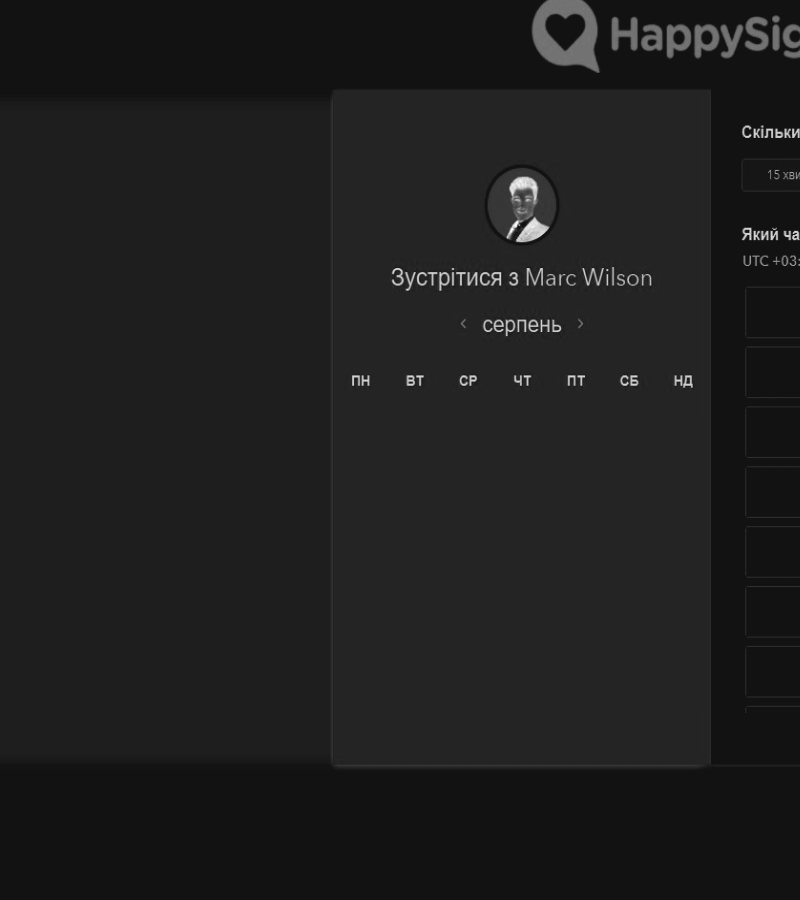 HappySig
Зустрітися з Marc Wilson
серпень
ПН ВТ СР ЧТ ПТ СБ НД
Скільки
15 хви
Який ча
UTC +03: